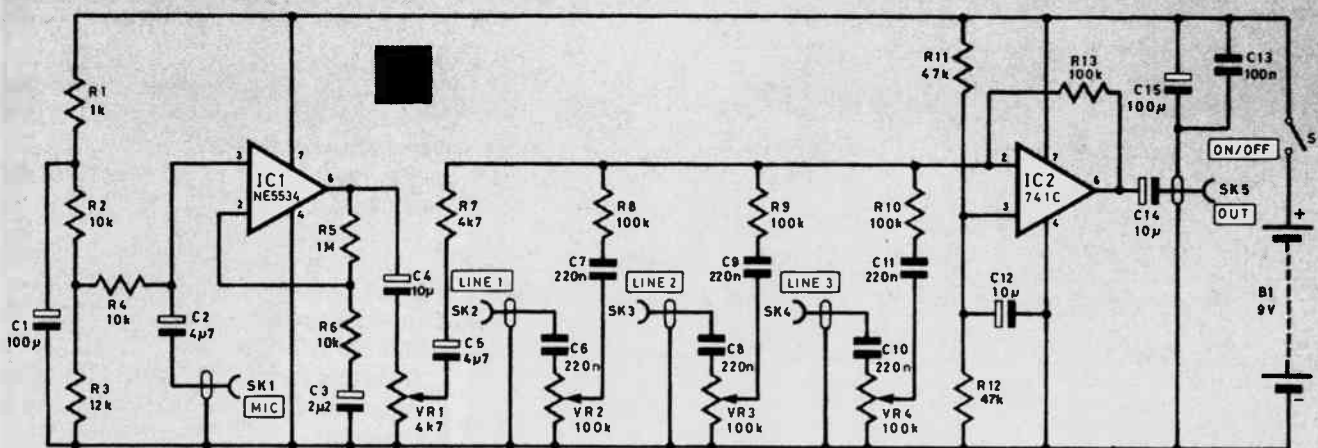 R1
1k
R2
10k
R3
12k
C1
100µ
R4
10k
C2
4µ7
SK1
MIC
3
2
7
4
6
IC1
NE5534
R5
1M
R6
10k
C3
2µ2
C4
10µ
VR1
4k7
R7
4k7
C5
4µ7
LINE 1
SK2
C6
220n
VR2
100k
R8
100k
C7
220n
LINE 2
SK3
C8
220n
VR3
100k
R9
100k
C9
220n
LINE 3
SK4
C10
220n
VR4
100k
R10
100k
C11
220n
R11
47k
R12
47k
C12
10µ
2
3
7
4
6
IC2
741C
R13
100k
C14
10µ
C15
100µ
C13
100n
SK5
OUT
ON/OFF
S
+
B1
9V
-